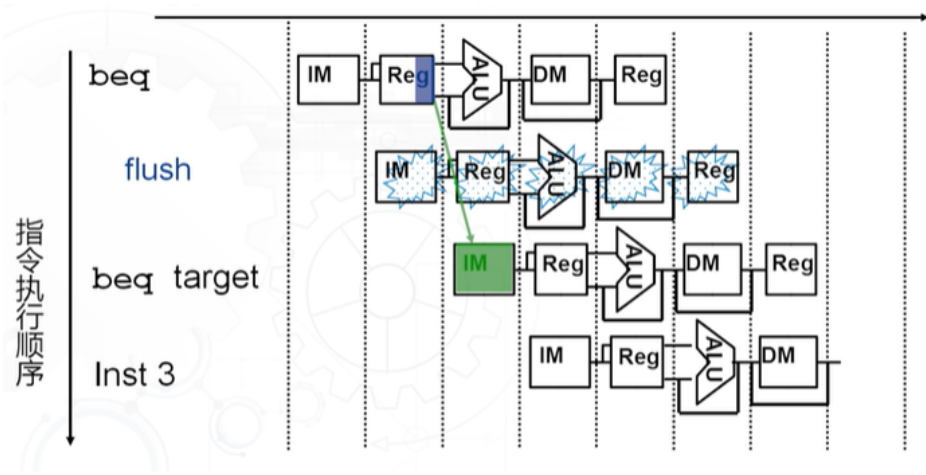 beq IM Reg ALU DM Reg
flush IM Reg ALU DM Reg
beq target IM Reg ALU DM Reg
Inst 3 IM Reg ALU DM
指令执行顺序